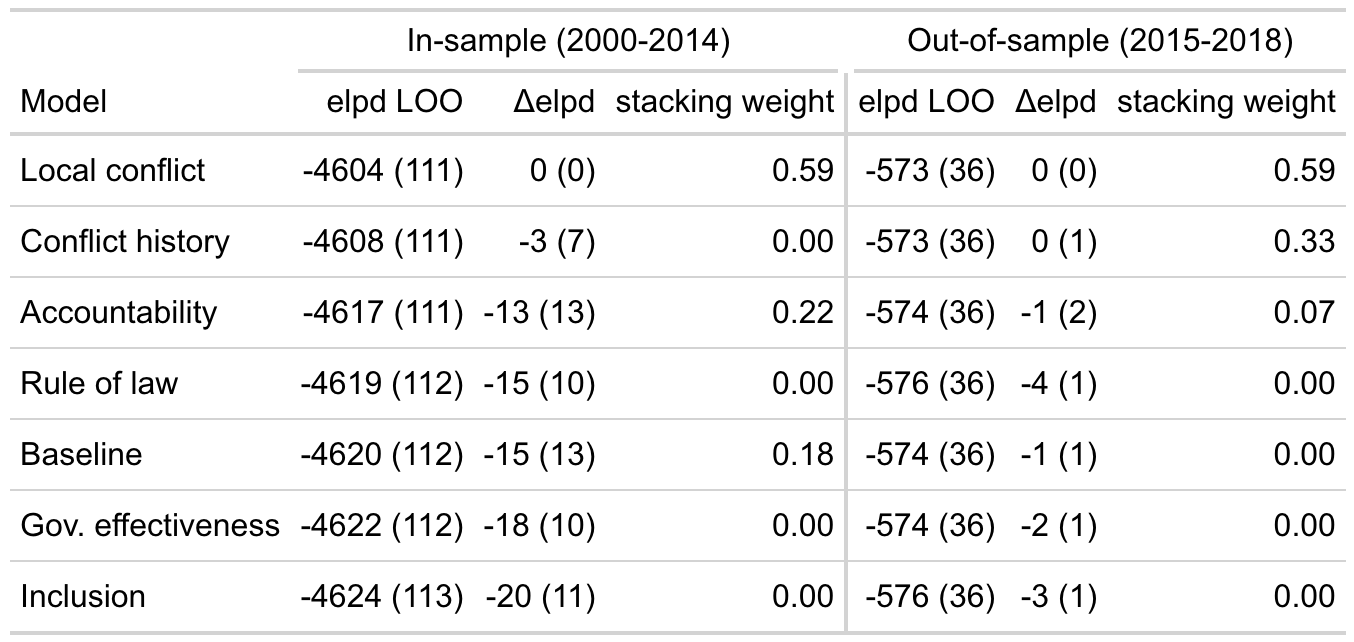 In-sample (2000-2014) Out-of-sample (2015-2018)
Model elpd LOO Δelpd stacking weight elpd LOO Δelpd stacking weight
Local conflict -4604 (111) 0 (0) 0.59 -573 (36) 0 (0) 0.59
Conflict history -4608 (111) -3 (7) 0.00 -573 (36) 0 (1) 0.33
Accountability -4617 (111) -13 (13) 0.22 -574 (36) -1 (2) 0.07
Rule of law -4619 (112) -15 (10) 0.00 -576 (36) -4 (1) 0.00
Baseline -4620 (112) -15 (13) 0.18 -574 (36) -1 (1) 0.00
Gov. effectiveness -4622 (112) -18 (10) 0.00 -574 (36) -2 (1) 0.00
Inclusion -4624 (113) -20 (11) 0.00 -576 (36) -3 (1) 0.00